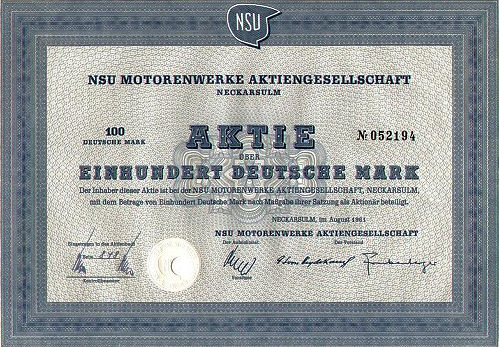 NSU
NSU MOTORENWERKE AKTIENGESELLSCHAFT
NECKARSULM
100
DEUTSCHE MARK
AKTIE
№ 052194
ÜBER
EINHUNDERT DEUTSCHE MARK
Der Inhaber dieser Aktie ist bei der NSU MOTORENWERKE AKTIENGESELLSCHAFT, NECKARSULM,
mit dem Betrage von Einhundert Deutsche Mark nach Maßgabe ihrer Satzung als Aktionär beteiligt.
NECKARSULM, im August 1961
NSU MOTORENWERKE AKTIENGESELLSCHAFT
Eingetragen in das Aktienbuch
Der Aufsichtsrat
Der Vorstand
Seite
Kontrollbeamter
Vorsitzer